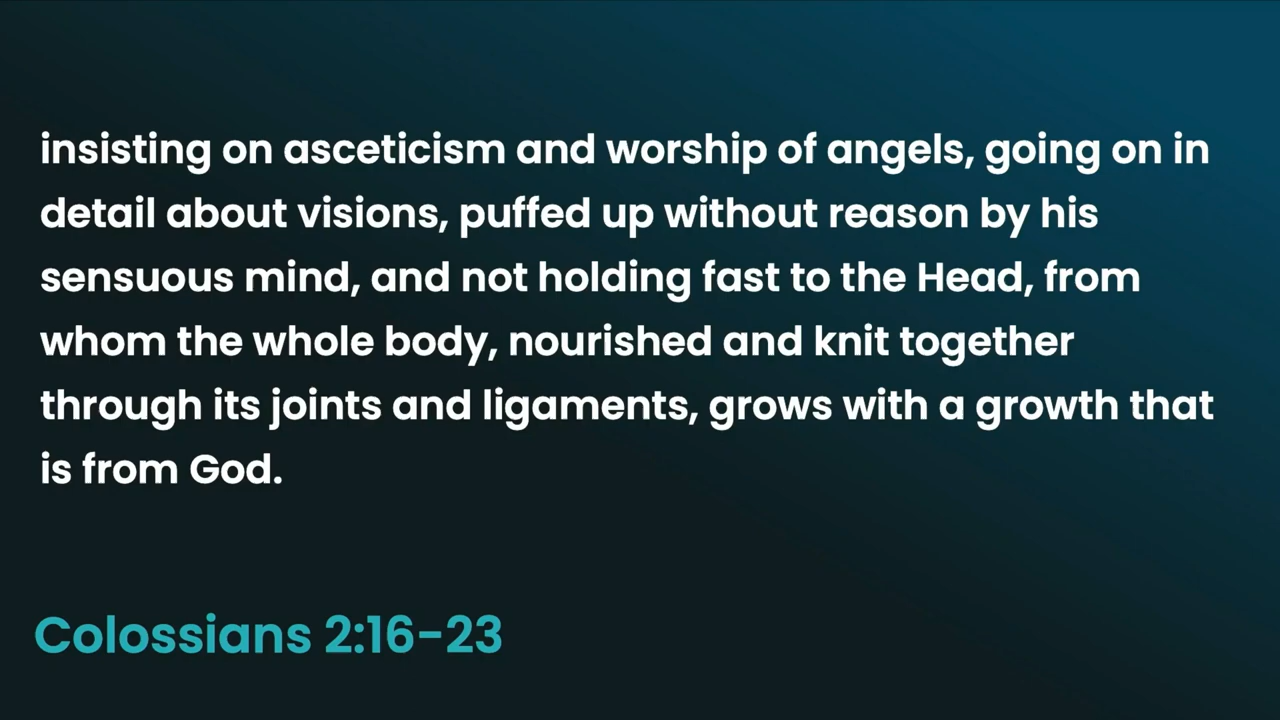 insisting on asceticism and worship of angels, going on in
detail about visions, puffed up without reason by his
sensuous mind, and not holding fast to the Head, from
whom the whole body, nourished and knit together
through its joints and ligaments, grows with a growth that
is from God.
Colossians 2:16-23